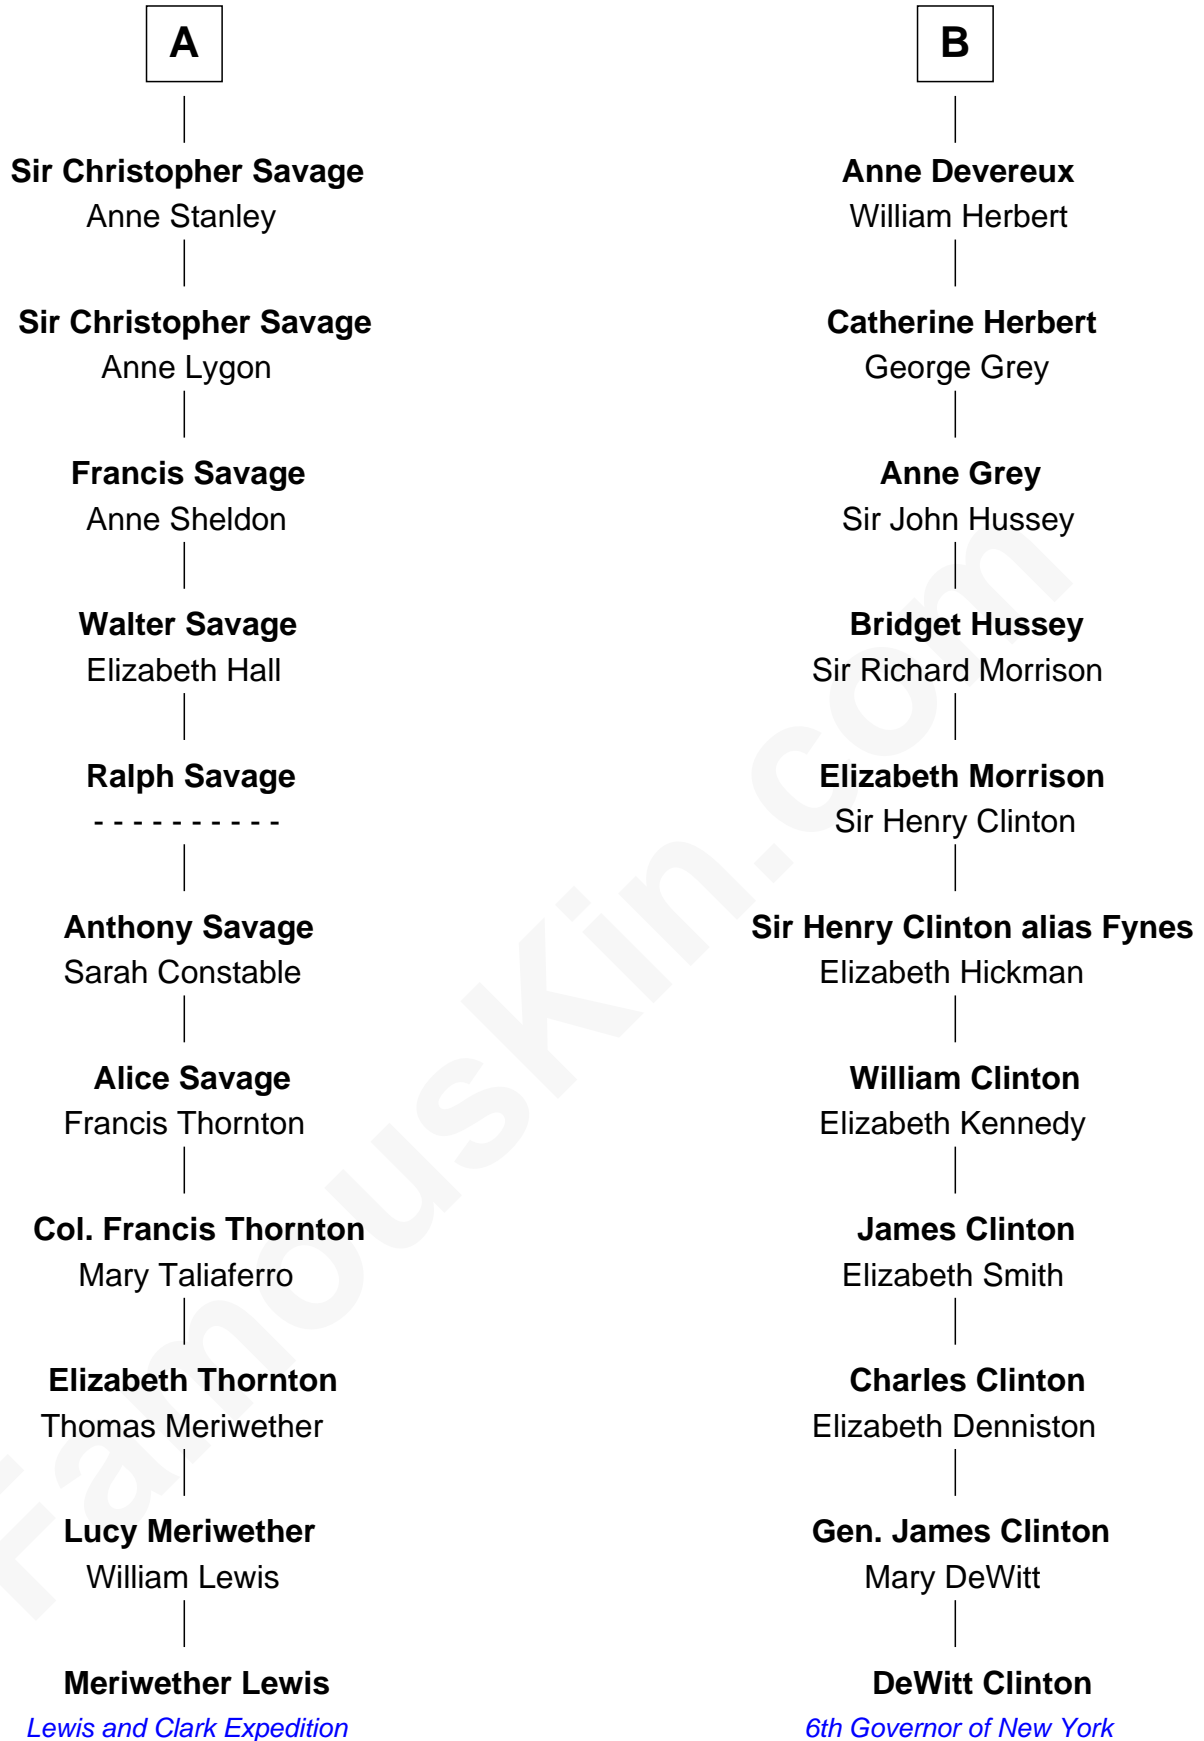 A
Sir Christopher Savage
Anne Stanley
Sir Christopher Savage
Anne Lygon
Francis Savage
Anne Sheldon
Walter Savage
Elizabeth Hall
Ralph Savage
- - - - - - - - - -
Anthony Savage
Sarah Constable
Alice Savage
Francis Thornton
Col. Francis Thornton
Mary Taliaferro
Elizabeth Thornton
Thomas Meriwether
Lucy Meriwether
William Lewis
Meriwether Lewis
Lewis and Clark Expedition
B
Anne Devereux
William Herbert
Catherine Herbert
George Grey
Anne Grey
Sir John Hussey
Bridget Hussey
Sir Richard Morrison
Elizabeth Morrison
Sir Henry Clinton
Sir Henry Clinton alias Fynes
Elizabeth Hickman
William Clinton
Elizabeth Kennedy
James Clinton
Elizabeth Smith
Charles Clinton
Elizabeth Denniston
Gen. James Clinton
Mary DeWitt
DeWitt Clinton
6th Governor of New York
FamousKin.com